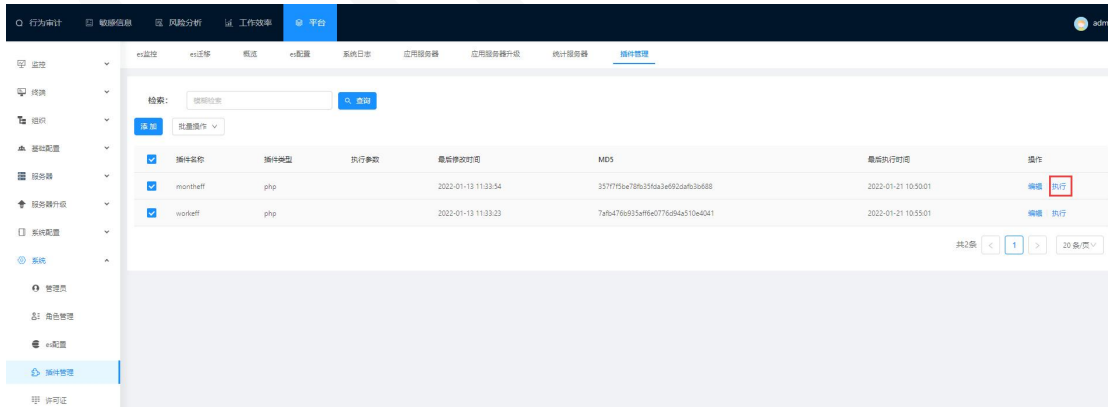 行为审计 敏感信息 风险分析 工作效率 平台 adm
es监控 es迁移 概览 es配置 系统日志 应用服务器 应用服务器升级 统计服务器 插件管理
监控
终端
组织
基础配置
服务器
服务器升级
系统配置
系统
管理员
角色管理
es配置
插件管理
许可证
检索： 模糊检索 查询
添加 批量操作
插件名称 插件类型 执行参数 最后修改时间 MD5 最后执行时间 操作
montheff php 2022-01-13 11:33:54 357f7f5be78fb35fda3e692dafb3b688 2022-01-21 10:50:01 编辑 执行
workeff php 2022-01-13 11:33:23 7afb476b935aff6e0776d94a510e4041 2022-01-21 10:55:01 编辑 执行
共2条 < 1 > 20 条/页